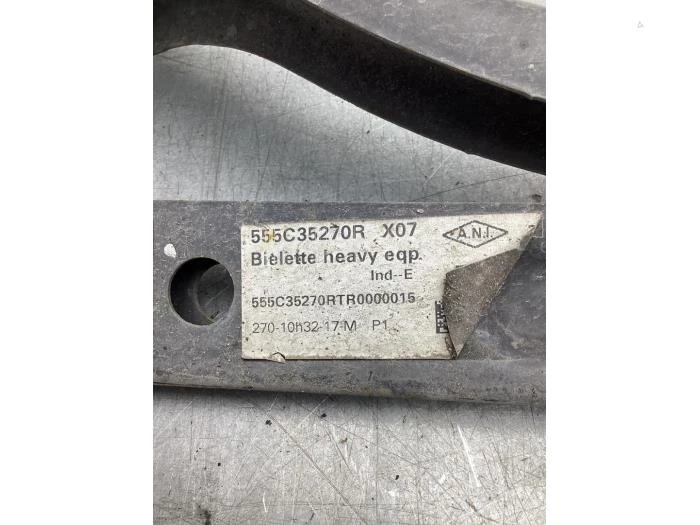 555C35270R X07
A.N.I.
Bielette heavy eqp.
Ind--E
555C35270RTR0000015
270-10h32-17-M P1